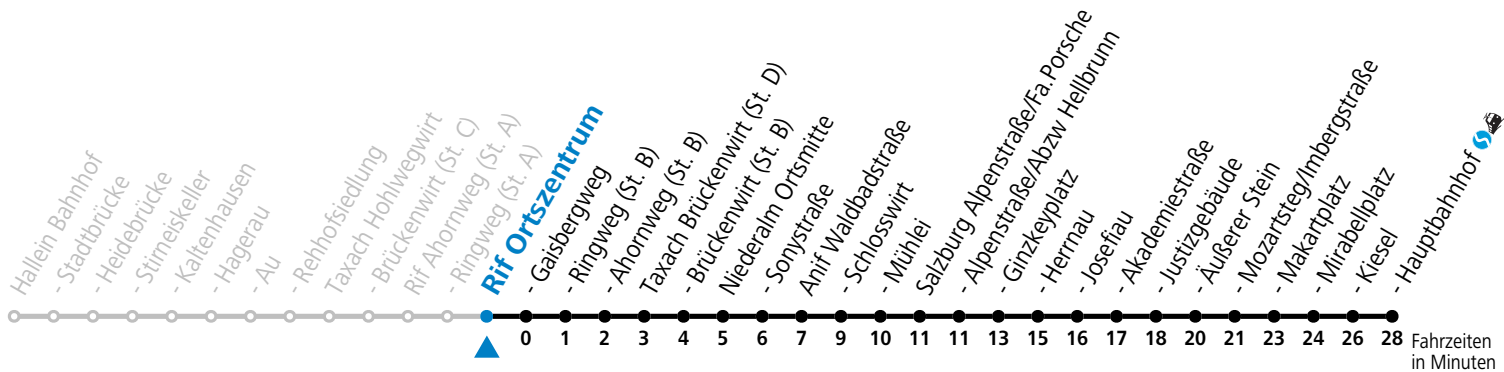 Hallein Bahnhof
- Stadtbrücke
- Heidebrücke
- Stirneiskeller
- Kaltenhausen
- Hagerau
- Au
- Rehhofsiedlung
Taxach Hohlwegwirt
- Brückenwirt (St. C)
Rif Ahornweg (St. A)
- Ringweg (St. A)
Rif Ortszentrum
- Gaisbergweg
- Ringweg (St. B)
- Ahornweg (St. B)
Taxach Brückenwirt (St. D)
- Brückenwirt (St. B)
Niederalm Ortsmitte
- Sonystraße
Anif Waldbadstraße
- Schlosswirt
- Mühlei
Salzburg Alpenstraße/Fa.Porsche
- Alpenstraße/Abzw Hellbrunn
- Ginzkeyplatz
- Herrnau
- Josefiau
- Akademiestraße
- Justizgebäude
- Äußerer Stein
- Mozartsteg/Imbergstraße
- Makartplatz
- Mirabellplatz
- Kiesel
- Hauptbahnhof
0 1 2 3 4 5 6 7 9 10 11 11 13 15 16 17 18 20 21 23 24 26 28
Fahrzeiten
in Minuten